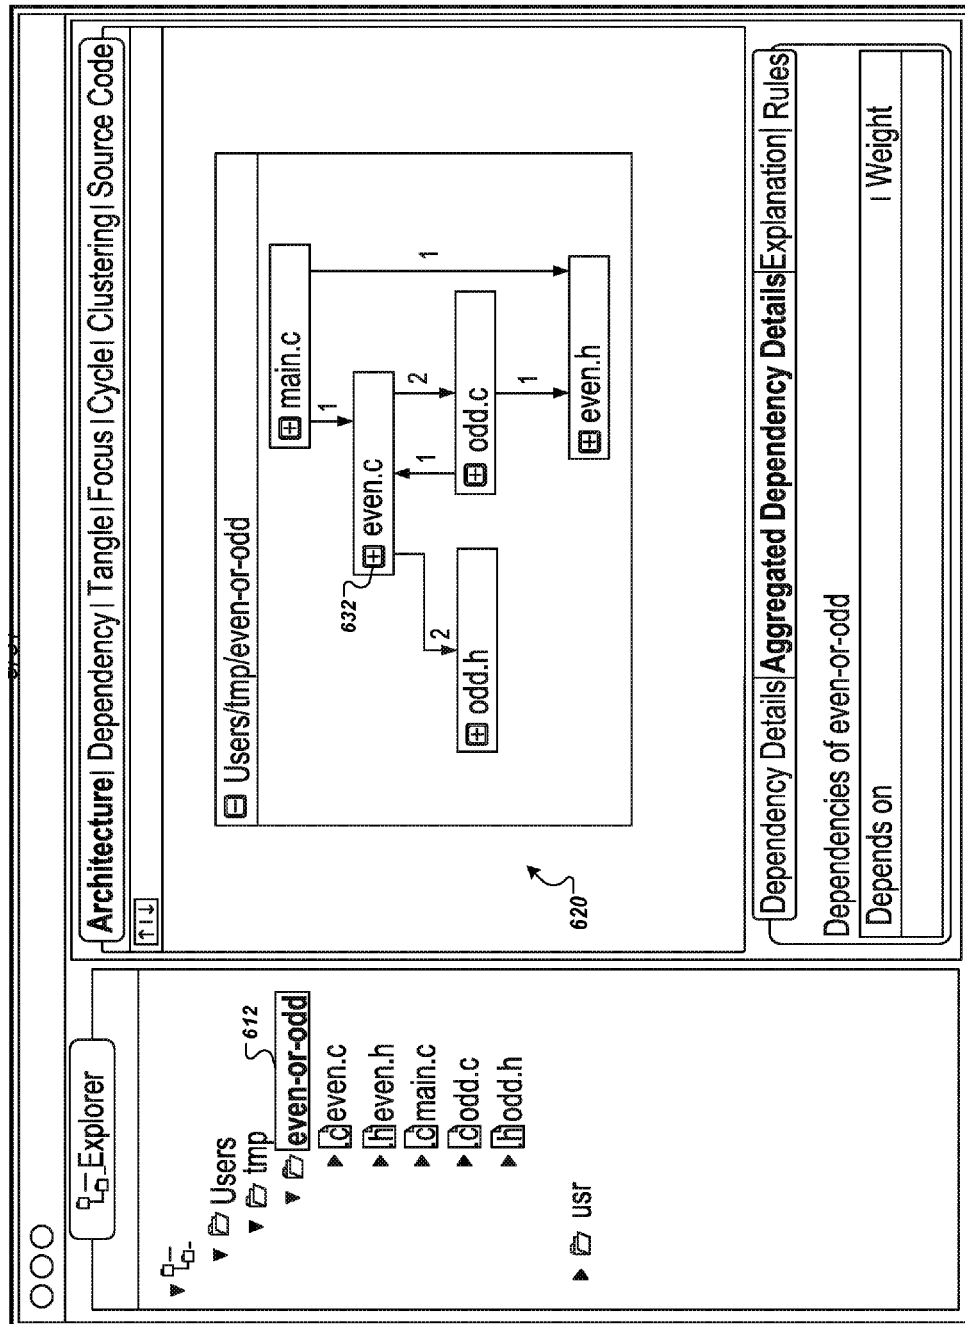 Explorer
Users
tmp
even-or-odd
612
.c even.c
.h even.h
.c main.c
.c odd.c
.h odd.h
usr
Architecture| Dependency| Tangle| Focus| Cycle| Clustering| Source Code
↑|↓
Users/tmp/even-or-odd
main.c
1
1
632
even.c
2
1
2
odd.h
odd.c
1
even.h
620
Dependency Details| Aggregated Dependency Details| Explanation| Rules
Dependencies of even-or-odd
Depends on | Weight